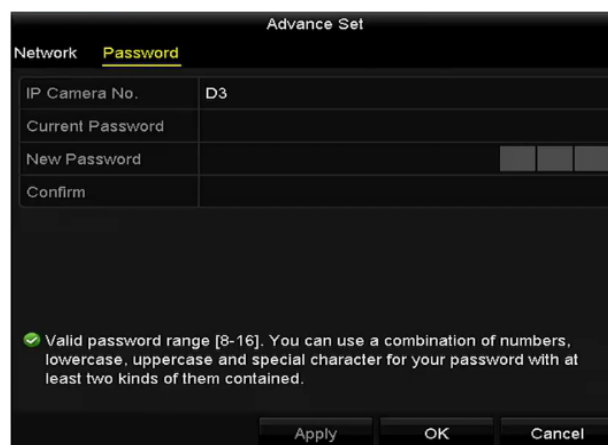 Advance Set
Network Password
IP Camera No. D3
Current Password
New Password
Confirm
Valid password range [8-16]. You can use a combination of numbers,
lowercase, uppercase and special character for your password with at
least two kinds of them contained.
Apply OK Cancel